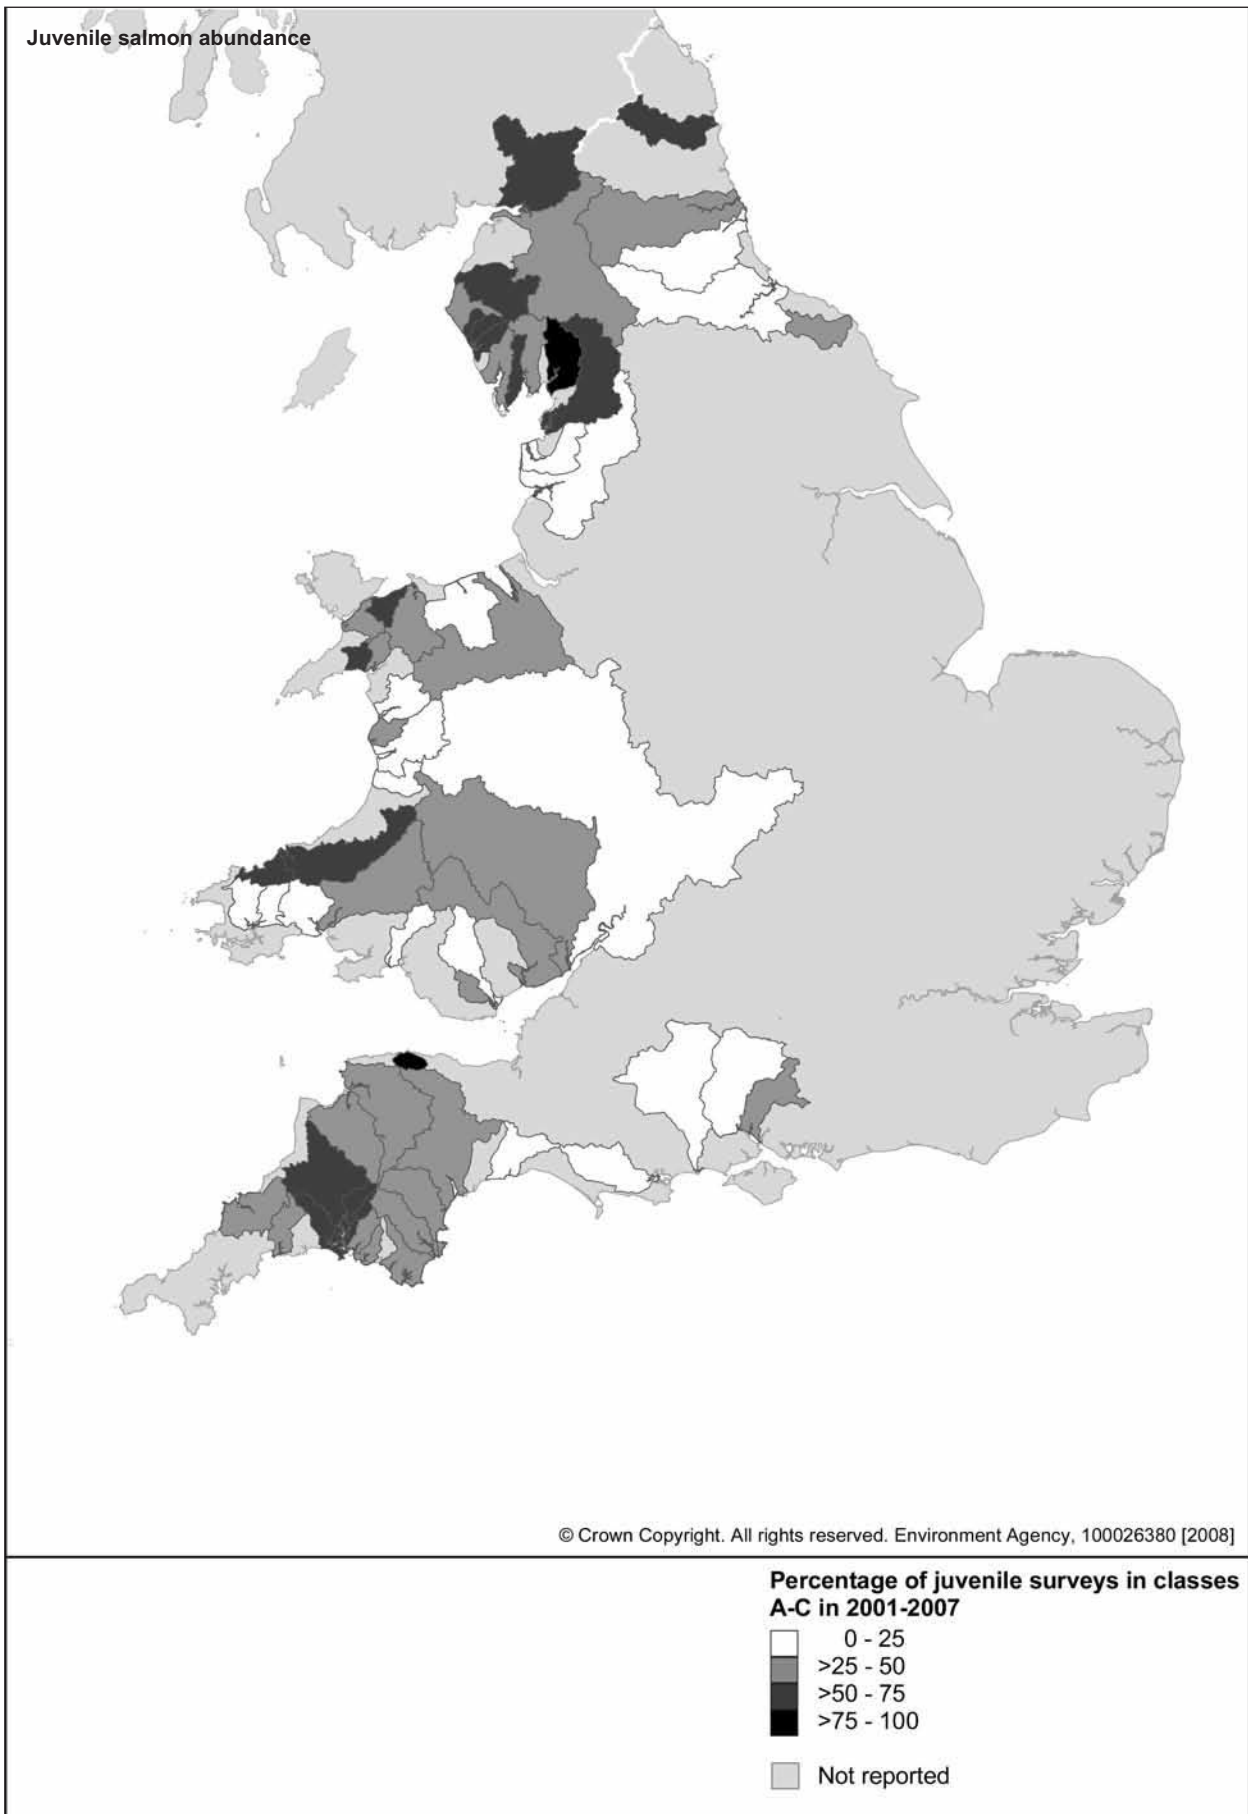 Juvenile salmon abundance
© Crown Copyright. All rights reserved. Environment Agency, 100026380 [2008]
Percentage of juvenile surveys in classes
A-C in 2001-2007
0 - 25
>25 - 50
>50 - 75
>75 - 100
Not reported